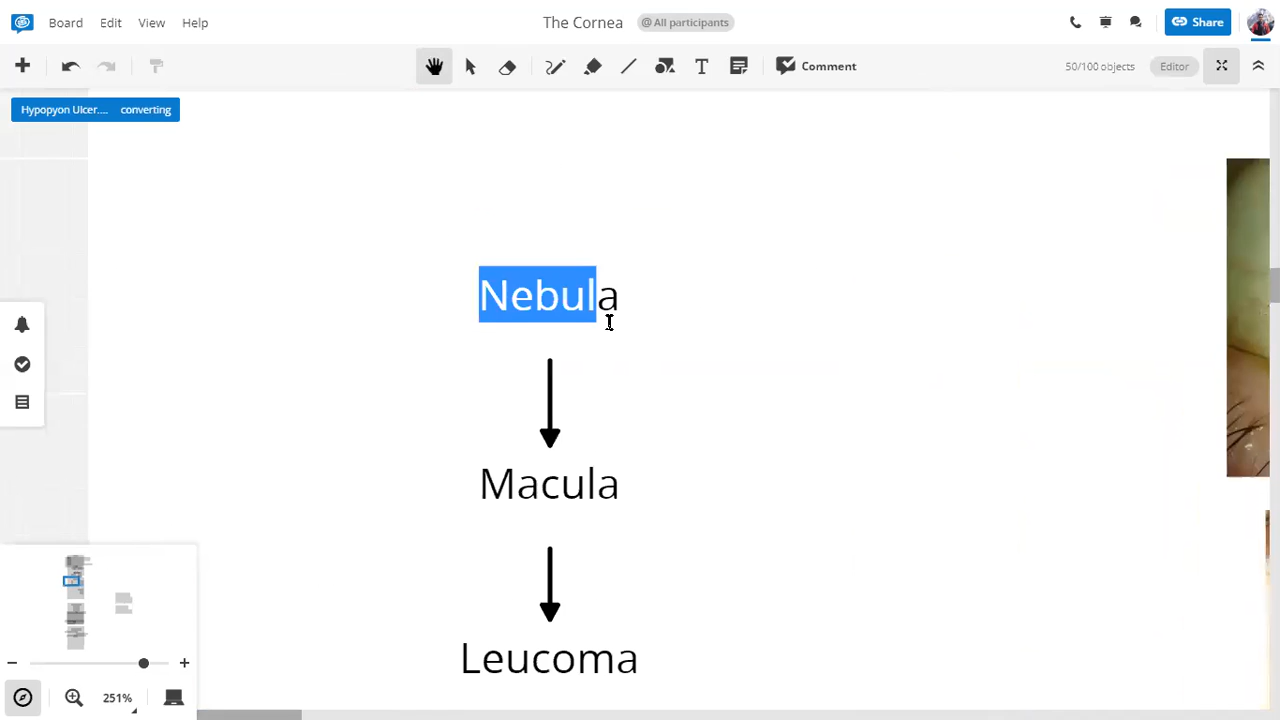 Board Edit View Help The Cornea @ All participants Share
Comment 50/100 objects Editor
Hypopyon Ulcer.... converting
Nebula
Macula
Leucoma
251%